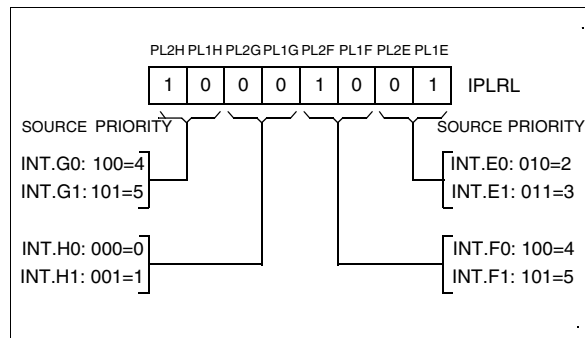 PL2H PL1H PL2G PL1G PL2F PL1F PL2E PL1E
1 0 0 0 1 0 0 1 IPLRL
SOURCE PRIORITY SOURCE PRIORITY
INT.G0: 100=4 INT.E0: 010=2
INT.G1: 101=5 INT.E1: 011=3
INT.H0: 000=0 INT.F0: 100=4
INT.H1: 001=1 INT.F1: 101=5